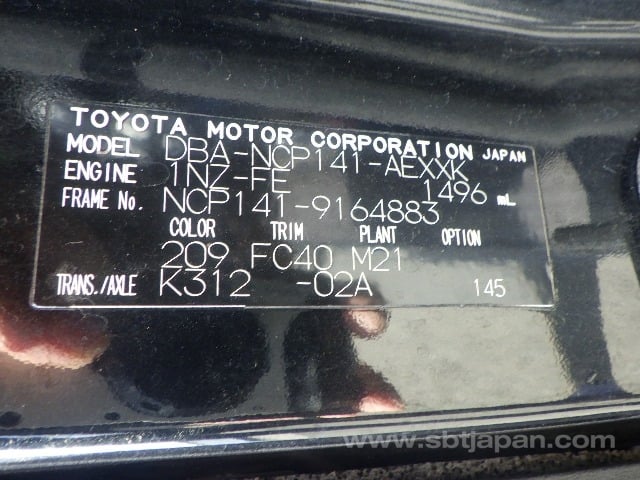 TOYOTA MOTOR CORPORATION JAPAN
MODEL DBA-NCP141-AEXXK
ENGINE 1NZ-FE 1496 mL
FRAME No. NCP141-9164883
COLOR TRIM PLANT OPTION
209 FC40 M21
TRANS./AXLE K312 -02A 145
www.sbtjapan.com